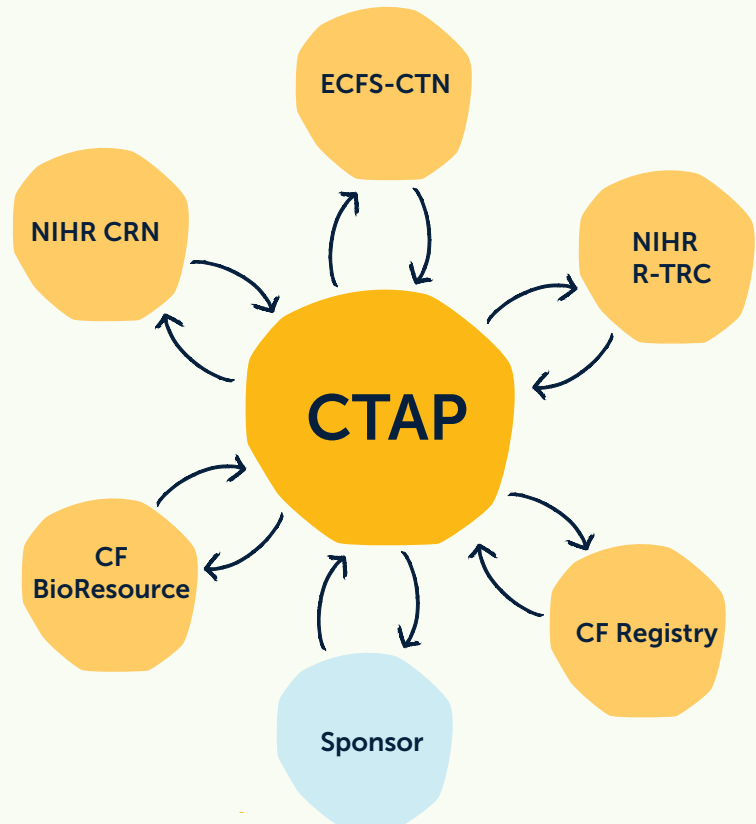 ECFS-CTN
NIHR CRN
NIHR
R-TRC
CTAP
CF
BioResource
CF Registry
Sponsor